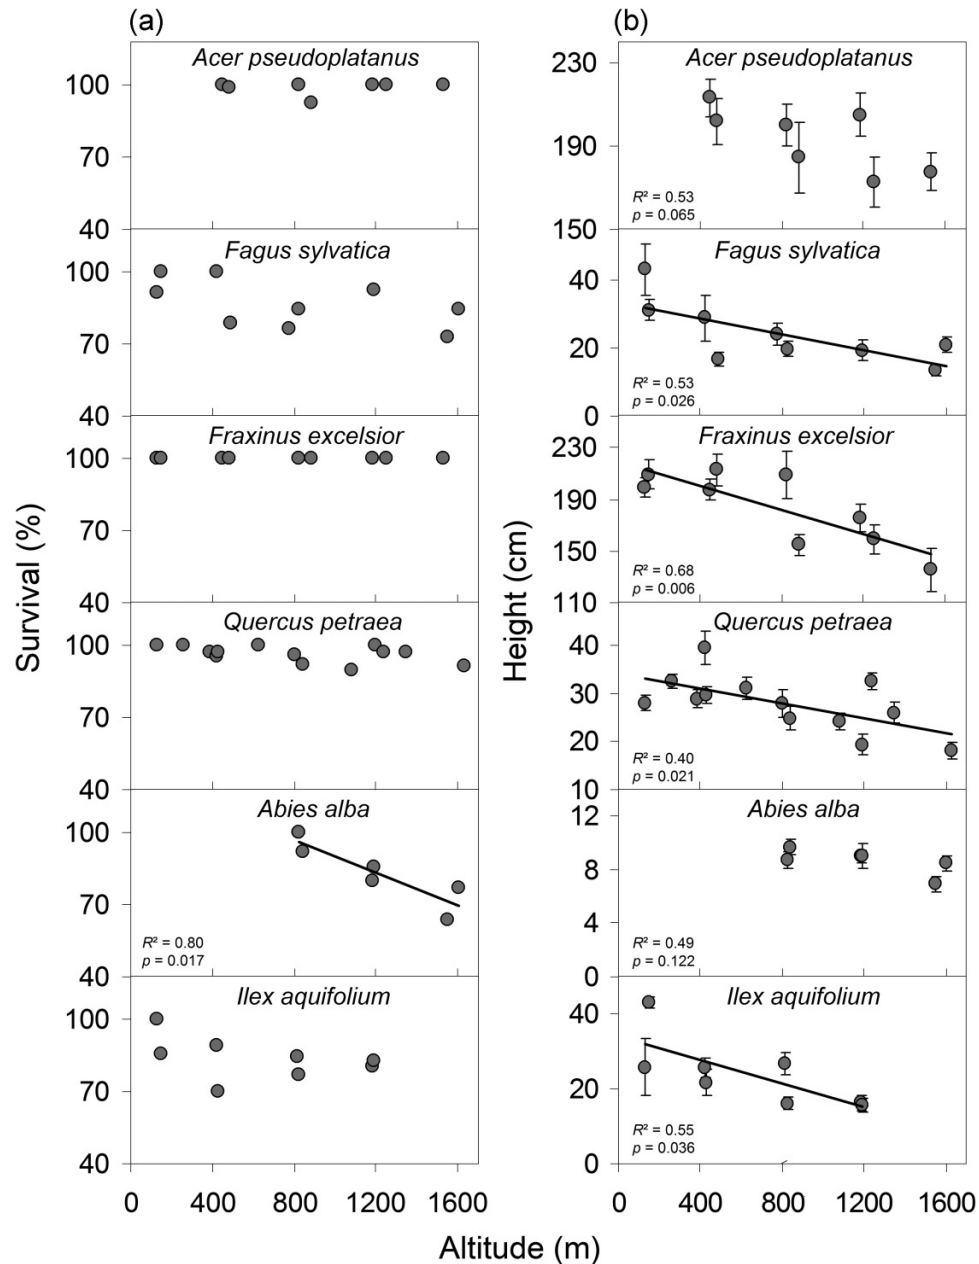 (a)
(b)
Survival (%)
Height (cm)
Acer pseudoplatanus
100
70
40
Acer pseudoplatanus
230
190
150
R² = 0.53
p = 0.065
Fagus sylvatica
100
70
40
Fagus sylvatica
40
20
0
R² = 0.53
p = 0.026
Fraxinus excelsior
100
70
40
Fraxinus excelsior
230
190
150
110
R² = 0.68
p = 0.006
Quercus petraea
100
70
40
Quercus petraea
40
30
20
10
R² = 0.40
p = 0.021
Abies alba
100
70
40
R² = 0.80
p = 0.017
Abies alba
12
8
4
0
R² = 0.49
p = 0.122
Ilex aquifolium
100
70
40
Ilex aquifolium
40
20
0
R² = 0.55
p = 0.036
0 400 800 1200 1600
0 400 800 1200 1600
Altitude (m)